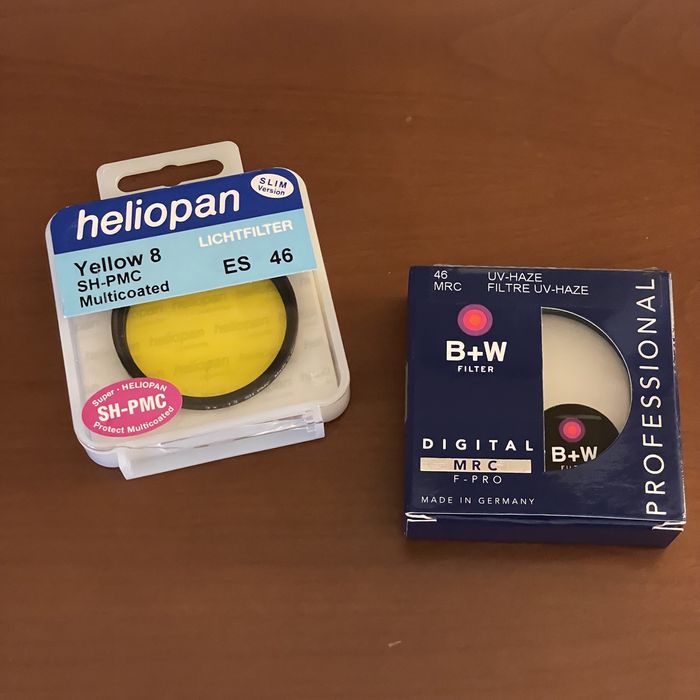 heliopan
SLIM
Version
LICHTFILTER
Yellow 8
SH-PMC
Multicoated
ES 46
Super · HELIOPAN
SH-PMC
Protect Multicoated
46 UV-HAZE
MRC FILTRE UV-HAZE
B+W
FILTER
DIGITAL
MRC
F-PRO
MADE IN GERMANY
PROFESSIONAL
B+W